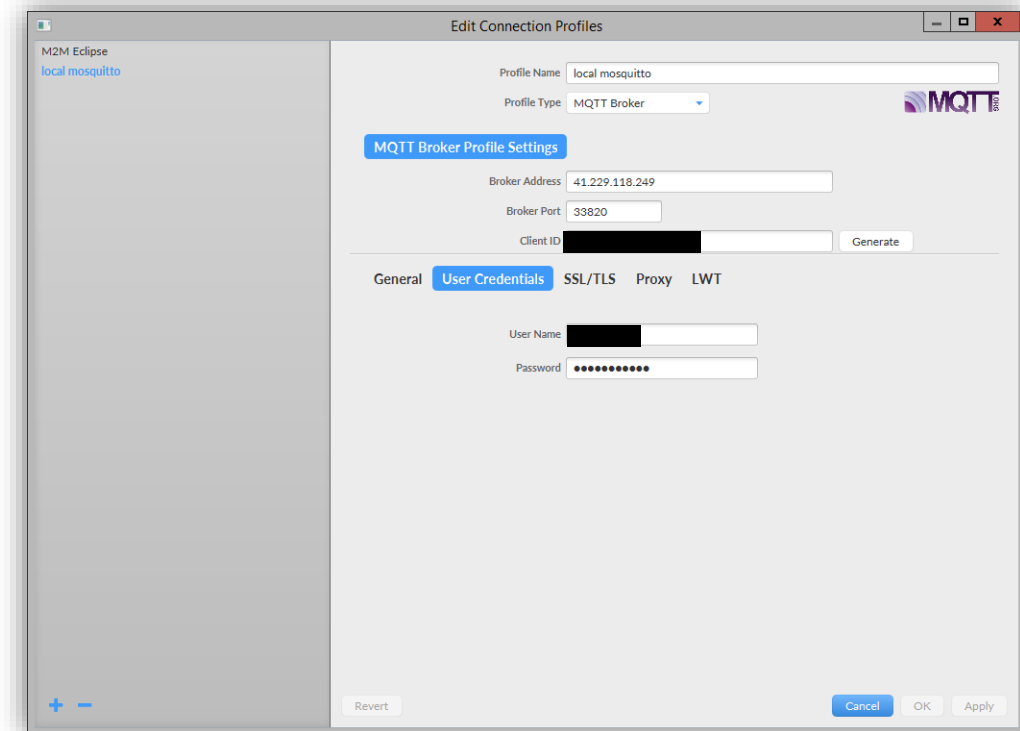 Edit Connection Profiles
M2M Eclipse
local mosquitto
Profile Name local mosquitto
Profile Type MQTT Broker
MQTT.ORG
MQTT Broker Profile Settings
Broker Address 41.229.118.249
Broker Port 33820
Client ID Generate
General User Credentials SSL/TLS Proxy LWT
User Name
Password •••••••••••
Revert Cancel OK Apply